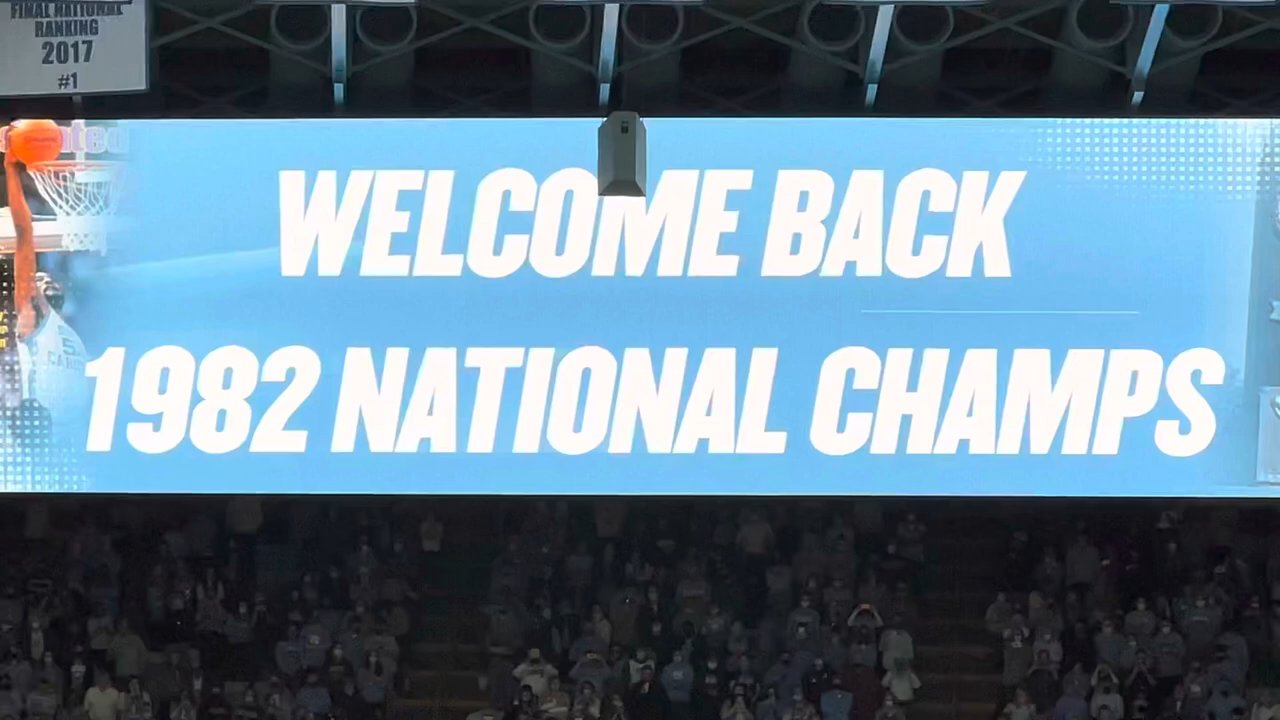 FINAL NATIONAL
RANKING
2017
#1
WELCOME BACK
1982 NATIONAL CHAMPS